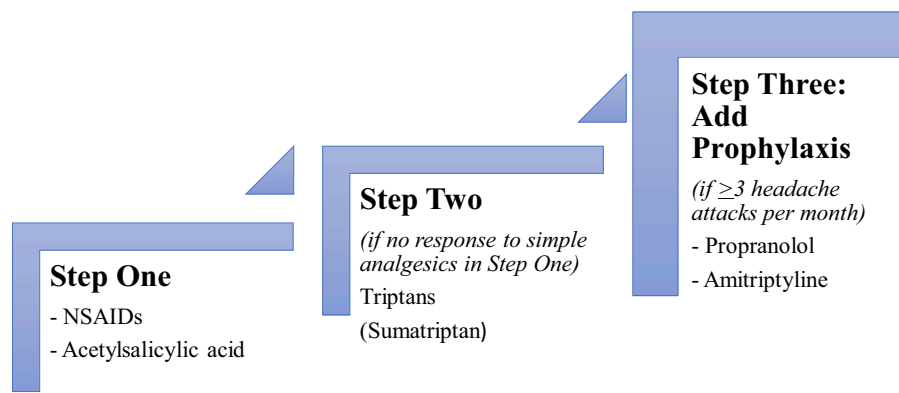 Step One
- NSAIDs
- Acetylsalicylic acid
Step Two
(if no response to simple
analgesics in Step One)
Triptans
(Sumatriptan)
Step Three:
Add
Prophylaxis
(if ≥3 headache
attacks per month)
- Propranolol
- Amitriptyline